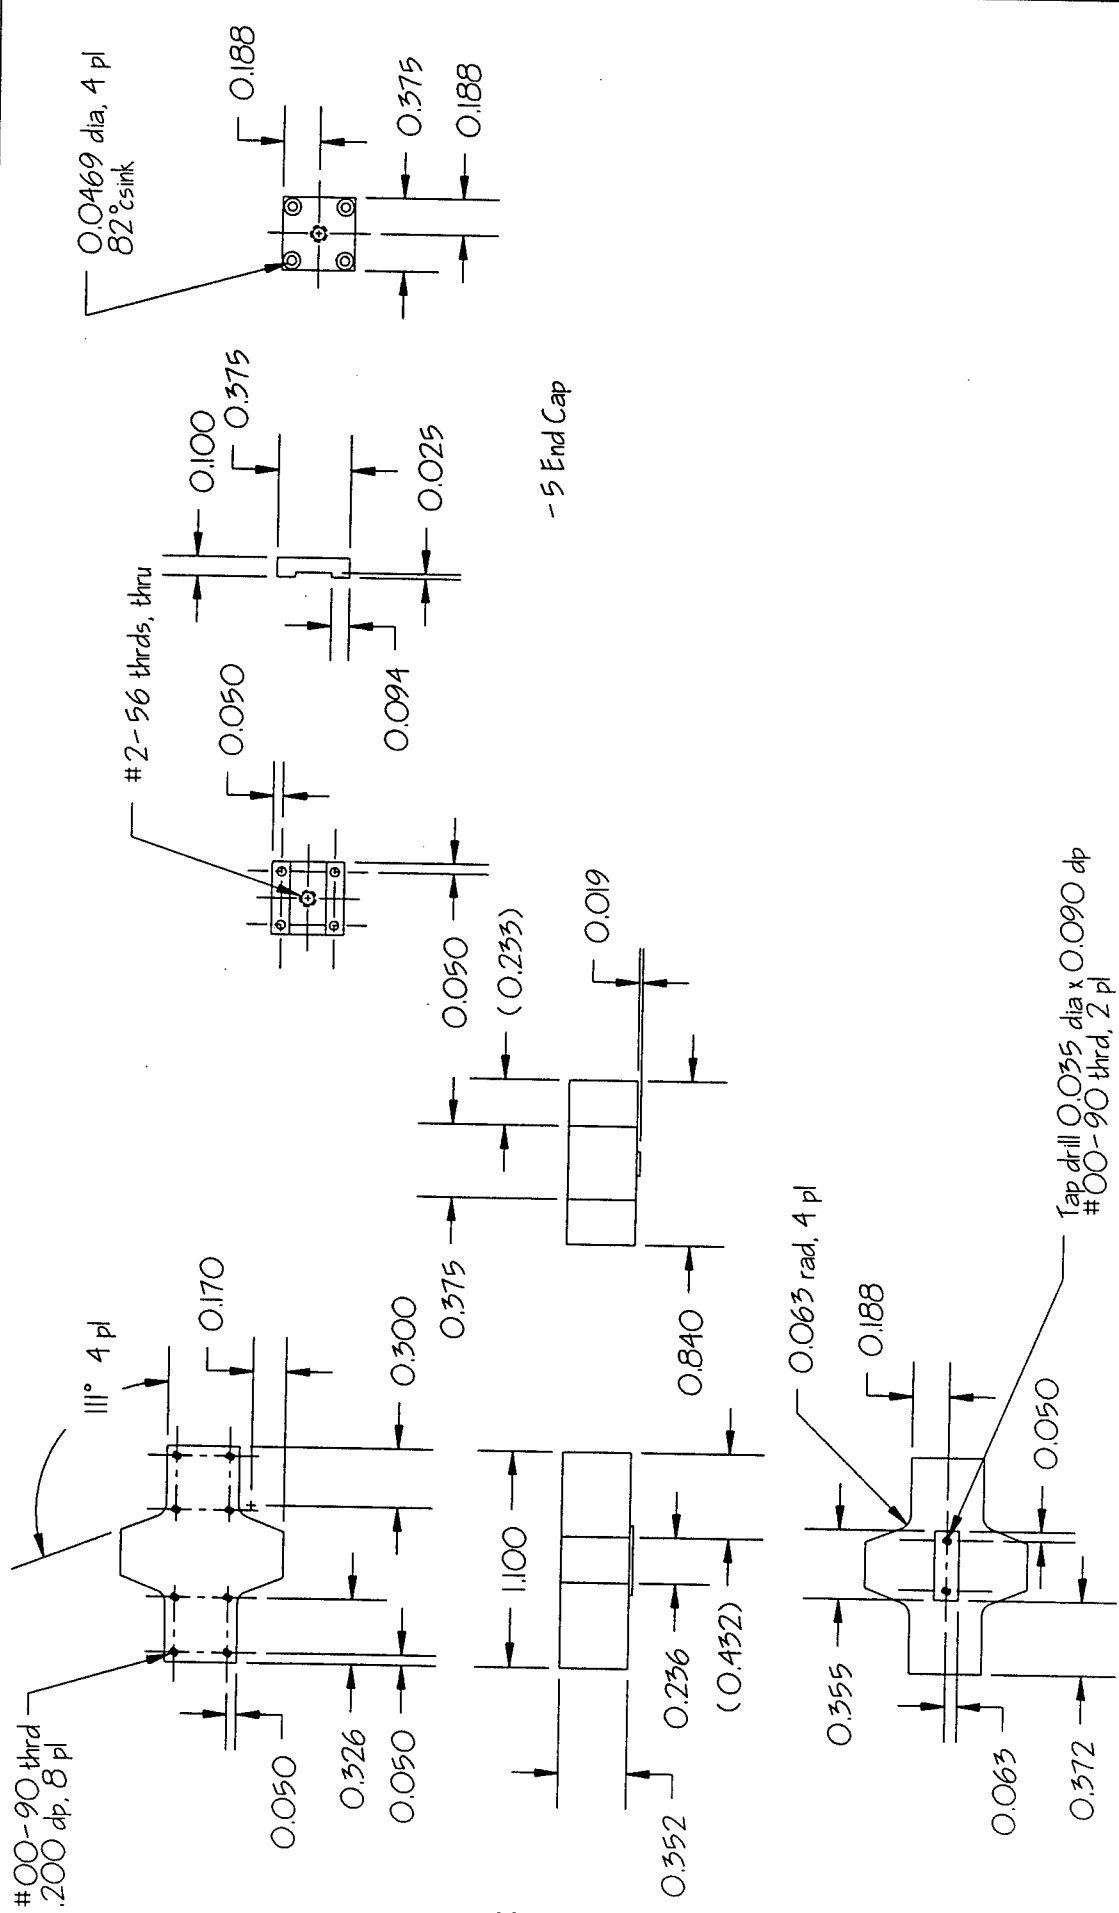 #00-90 thrd
.200 dp, 8 pl
111° 4 pl
0.170
0.300
0.050
0.326
0.050
#2-56 thrds, thru
0.050
0.050
0.100
0.375
0.025
0.094
0.0469 dia, 4 pl
82° csink
0.188
0.375
0.188
-5 End Cap
1.100
0.236
(0.432)
0.352
0.375
(0.233)
0.019
0.840
0.063 rad, 4 pl
0.188
0.355
0.050
0.063
0.372
Tap drill 0.035 dia x 0.090 dp
#00-90 thrd, 2 pl